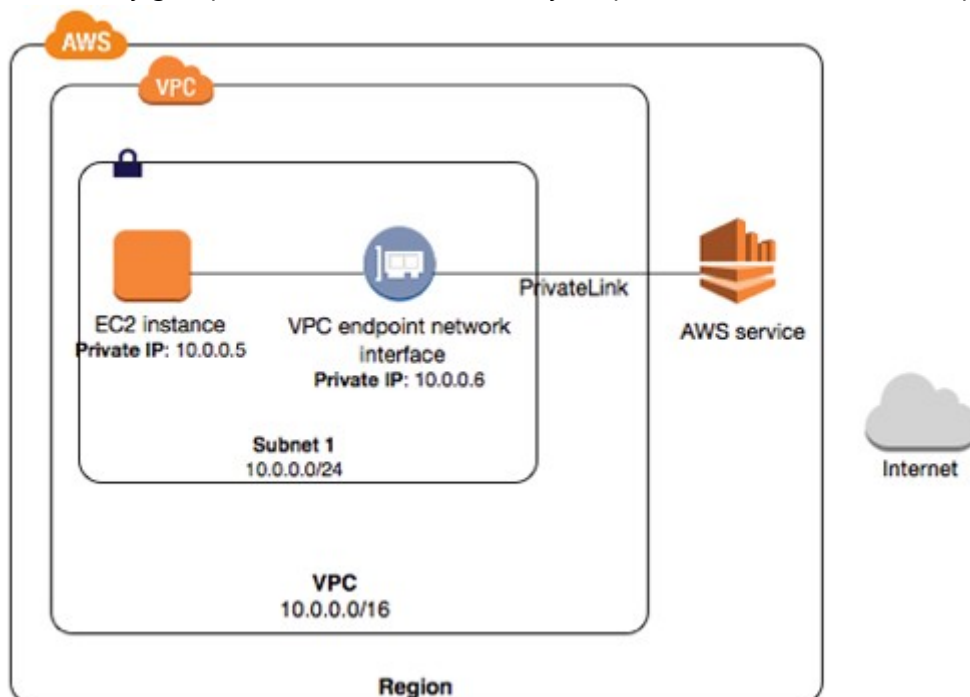 AWS
VPC
PrivateLink
EC2 instance
Private IP: 10.0.0.5
VPC endpoint network
interface
Private IP: 10.0.0.6
AWS service
Subnet 1
10.0.0.0/24
Internet
VPC
10.0.0.0/16
Region